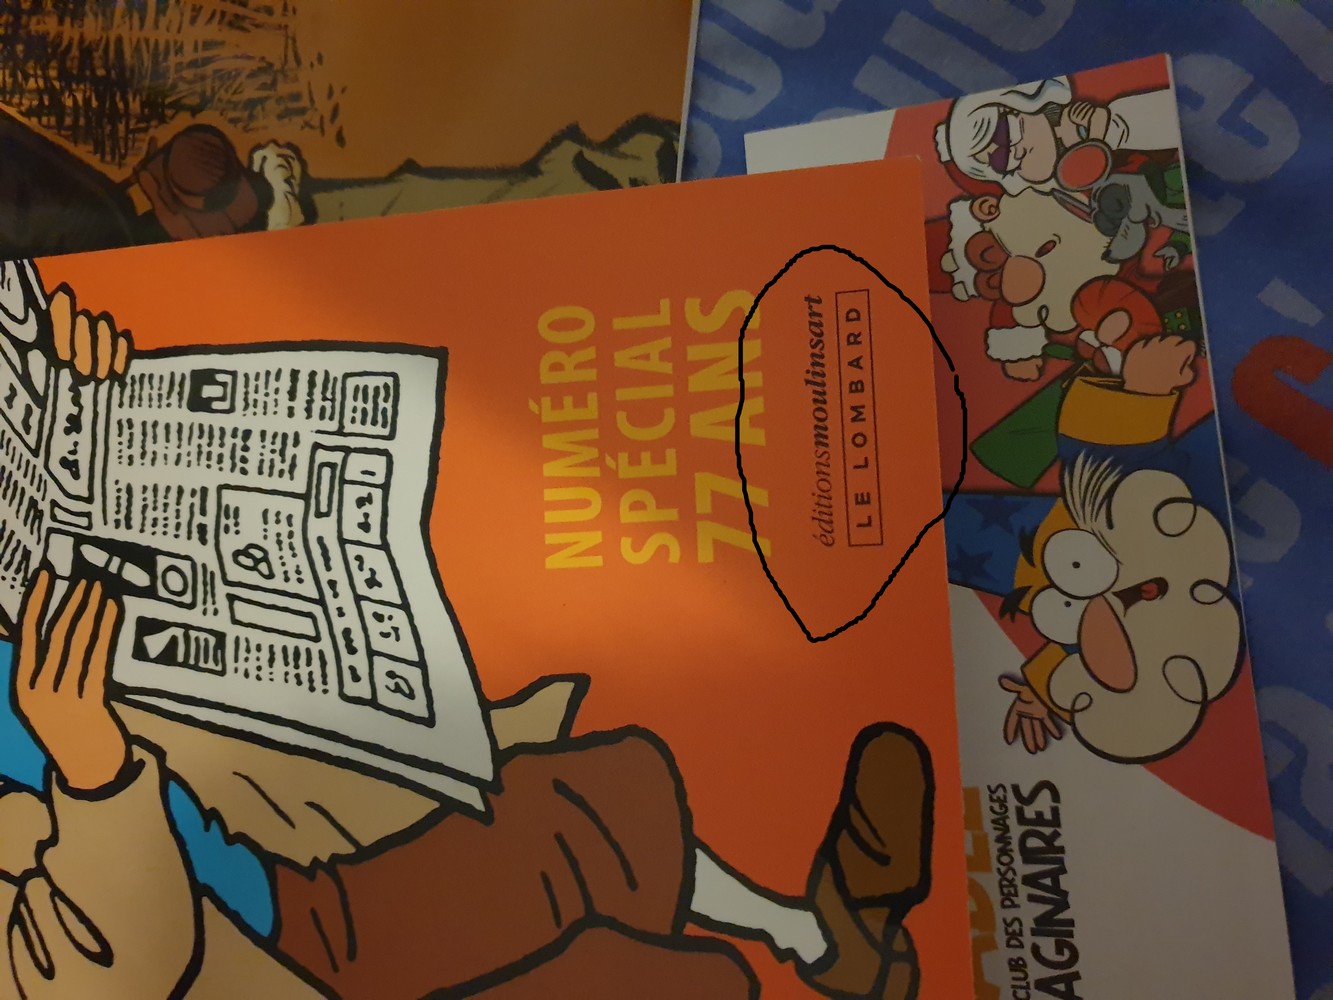 NUMÉRO
SPÉCIAL
77 ANS
éditionsmoulinsart
LE LOMBARD
CLUB DES PERSONNAGES
AGINAIRES